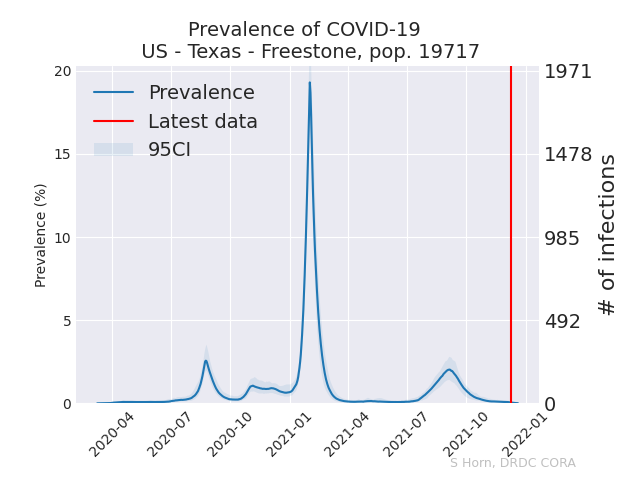 Prevalence of COVID-19
US - Texas - Freestone, pop. 19717
Prevalence
Latest data
95CI
Prevalence (%)
20
15
10
5
0
1971
1478
985
492
0
# of infections
2020-04
2020-07
2020-10
2021-01
2021-04
2021-07
2021-10
2022-01
S Horn, DRDC CORA